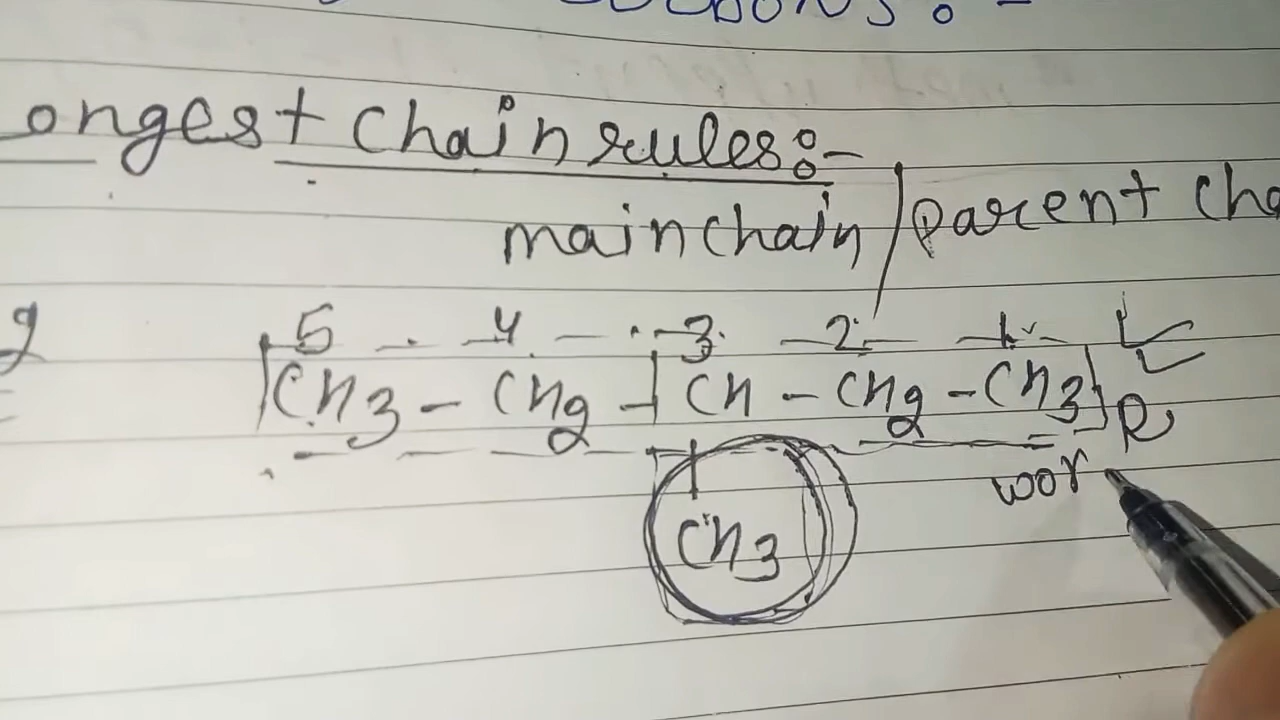 ongest chain rules:-
main chain / parent cha
5 4 3 2 1
CH3 - CH2 - CH - CH2 - CH3 R
wor
CH3